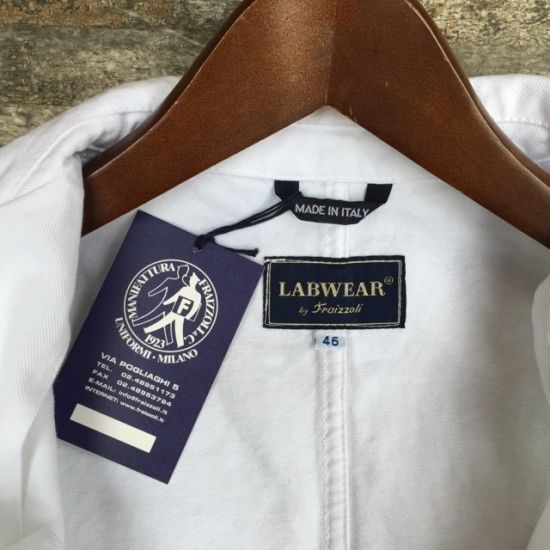 MADE IN ITALY
LABWEAR®
by Fraizzoli
46
MANIFATTURA FRAIZZOLI & C.
1923
UNIFORMI - MILANO
F
VIA POGLIAGHI 5
TEL. 02.48951173
FAX 02.48953794
E-MAIL: info@fraizzoli.it
INTERNET: www.fraizzoli.it